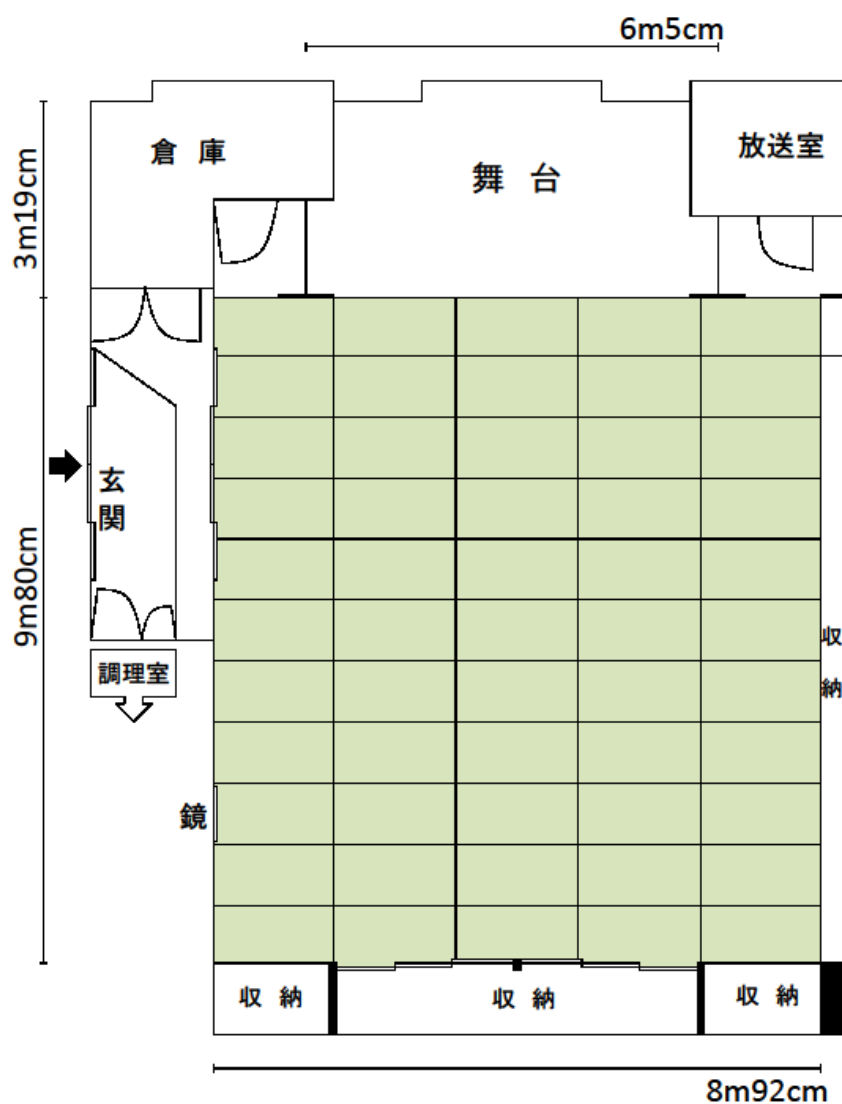 6m5cm
倉 庫
舞 台
放送室
3m19cm
玄
関
9m80cm
収
納
調理室
鏡
収 納
収 納
収 納
8m92cm